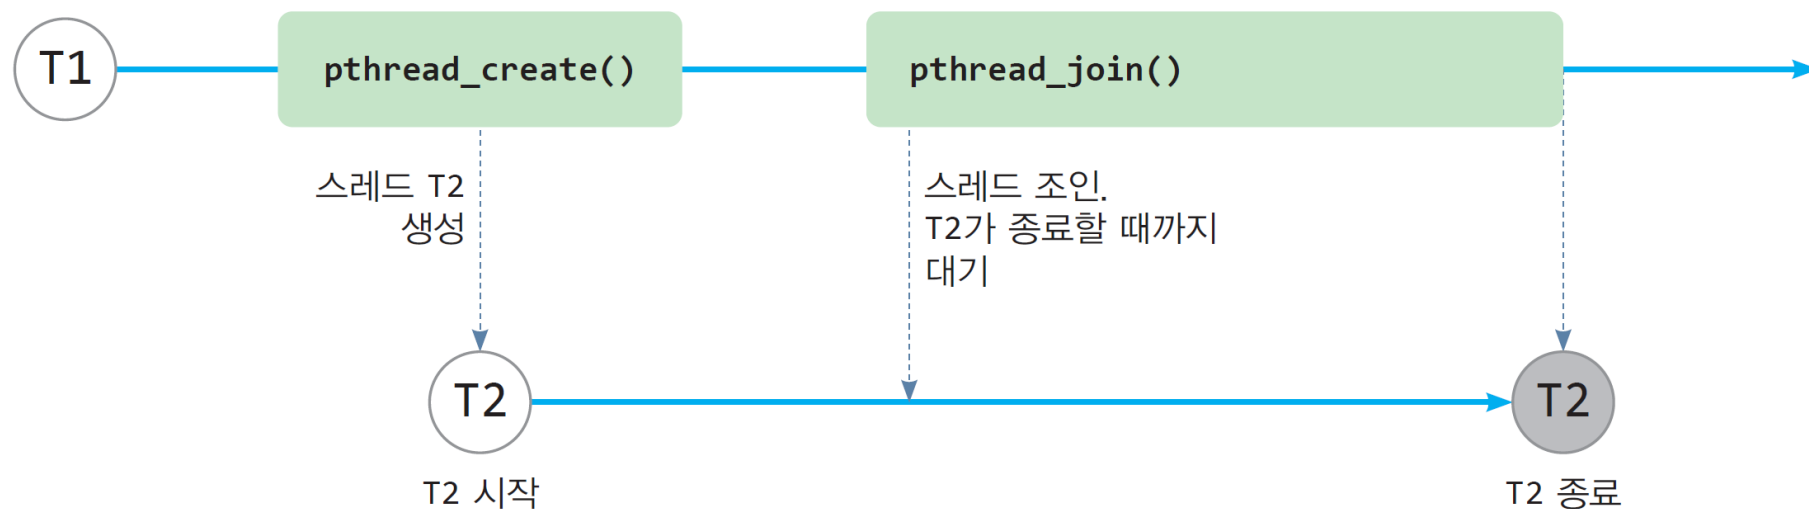 T1
pthread_create()
pthread_join()
스레드 T2
생성
스레드 조인.
T2가 종료할 때까지
대기
T2
T2
T2 시작
T2 종료